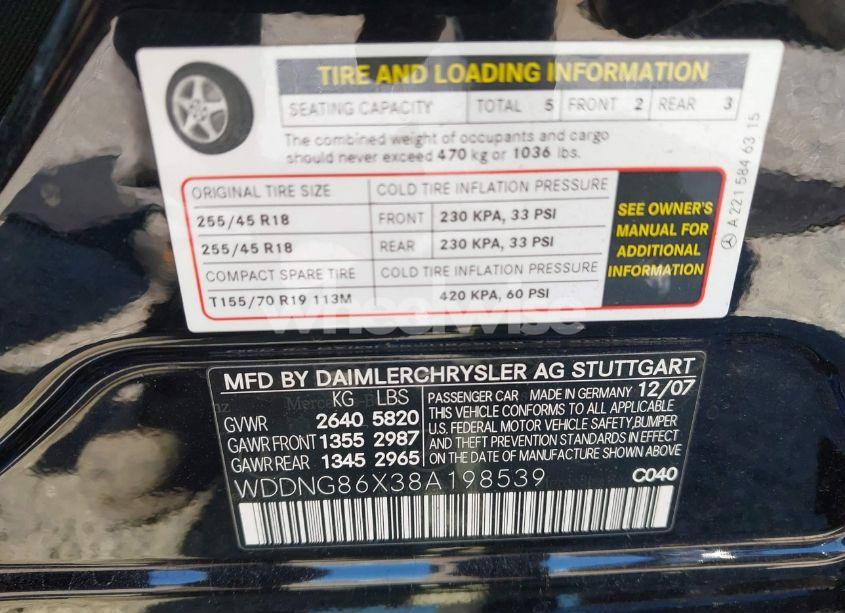 TIRE AND LOADING INFORMATION
SEATING CAPACITY TOTAL 5 FRONT 2 REAR 3
The combined weight of occupants and cargo
should never exceed 470 kg or 1036 lbs.
ORIGINAL TIRE SIZE COLD TIRE INFLATION PRESSURE
255/45 R18 FRONT 230 KPA, 33 PSI
255/45 R18 REAR 230 KPA, 33 PSI
COMPACT SPARE TIRE COLD TIRE INFLATION PRESSURE
T155/70 R19 113M 420 KPA, 60 PSI
SEE OWNER'S
MANUAL FOR
ADDITIONAL
INFORMATION
A 221 584 63 15
wheelwise
MFD BY DAIMLERCHRYSLER AG STUTTGART
KG LBS
GVWR 2640 5820
GAWR FRONT 1355 2987
GAWR REAR 1345 2965
PASSENGER CAR MADE IN GERMANY 12/07
THIS VEHICLE CONFORMS TO ALL APPLICABLE
U.S. FEDERAL MOTOR VEHICLE SAFETY,BUMPER
AND THEFT PREVENTION STANDARDS IN EFFECT
ON THE DATE OF MANUFACTURE SHOWN ABOVE
WDDNG86X38A198539 C040